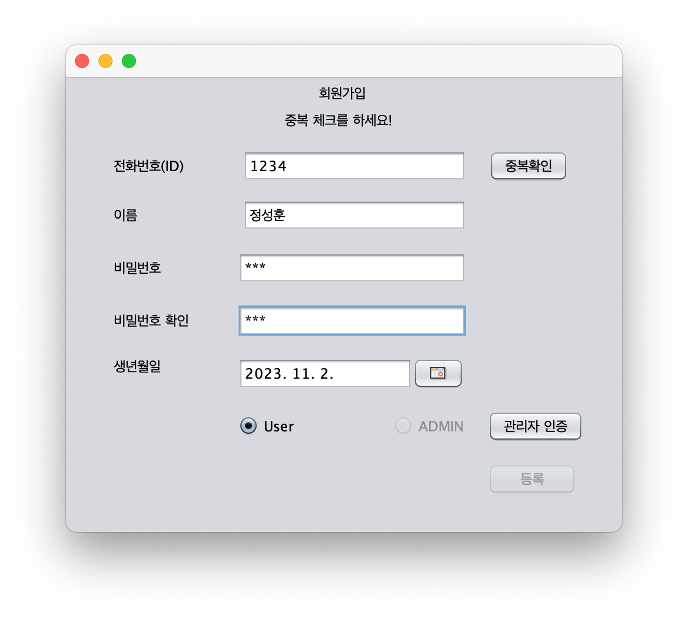 회원가입
중복 체크를 하세요!
전화번호(ID) 1234 중복확인
이름 정성훈
비밀번호 ***
비밀번호 확인 ***
생년월일 2023. 11. 2.
User ADMIN 관리자 인증
등록